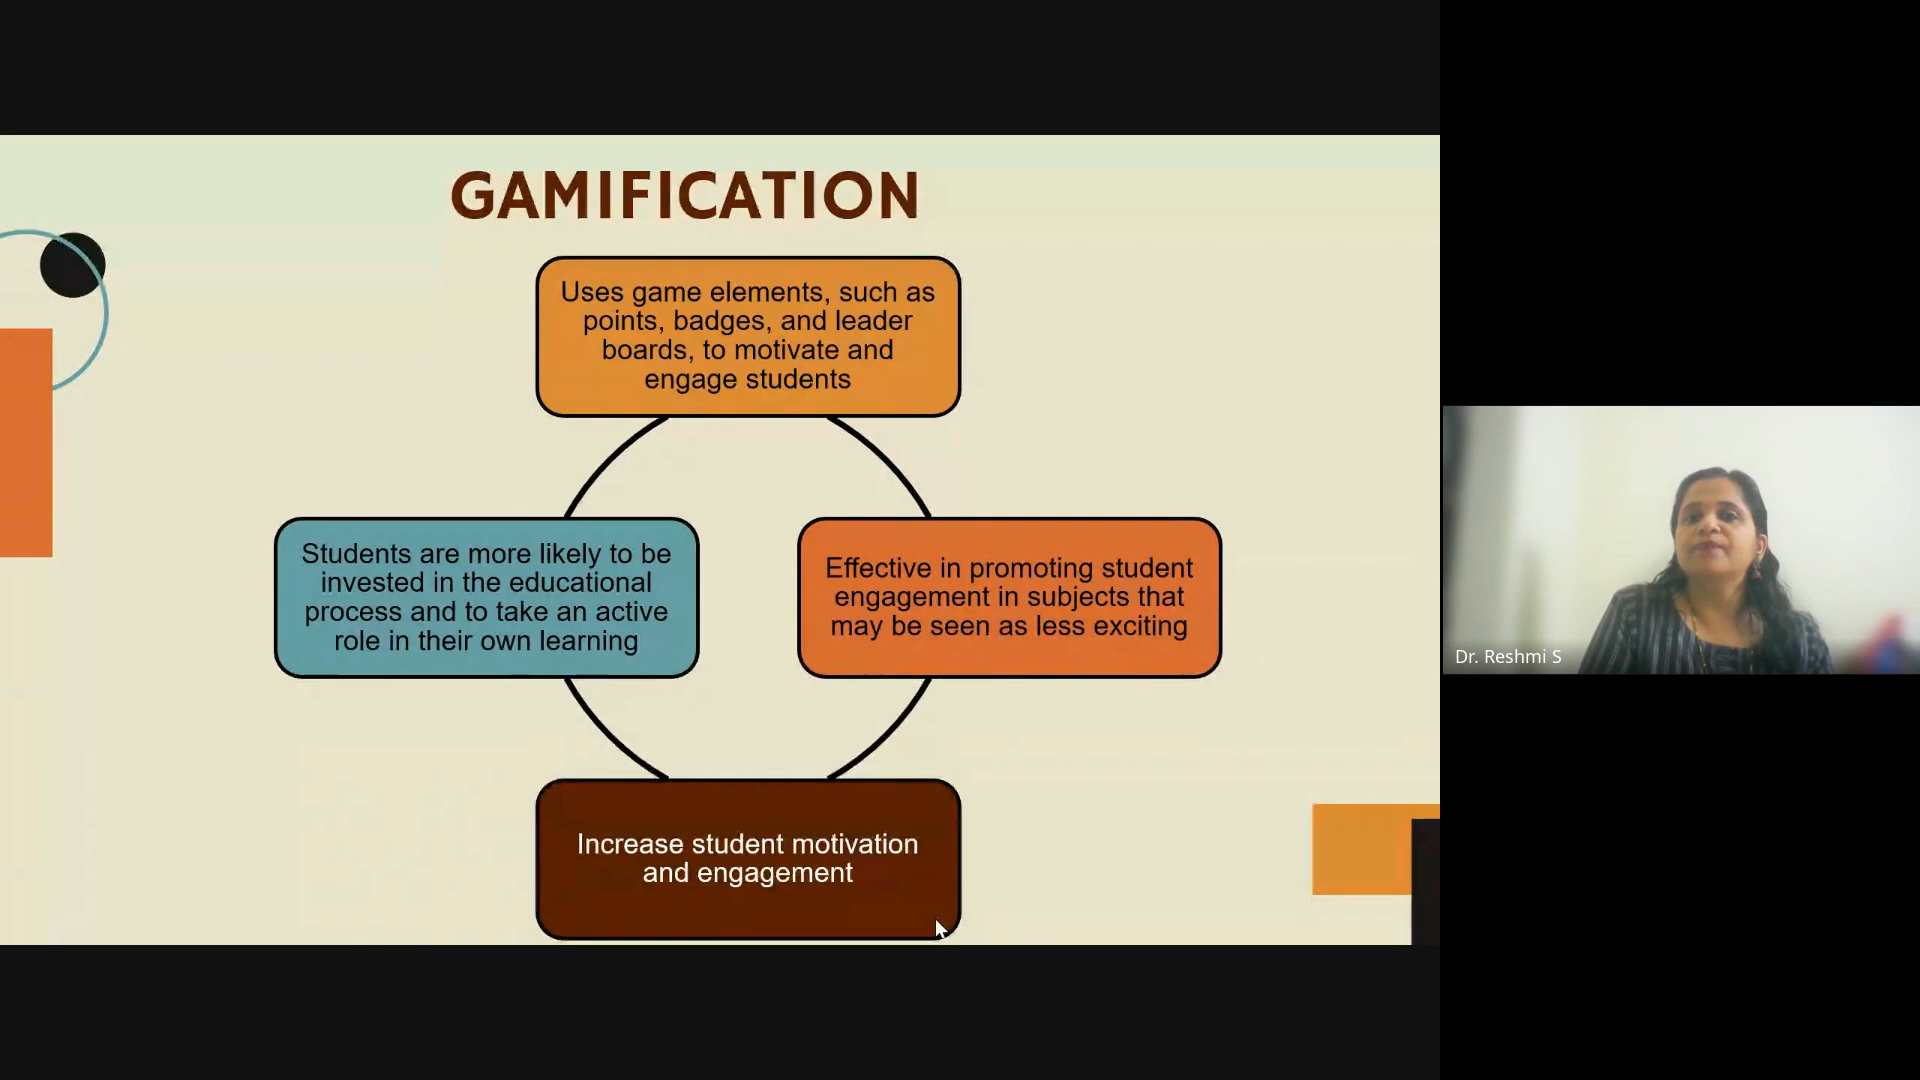 GAMIFICATION
Uses game elements, such as
points, badges, and leader
boards, to motivate and
engage students
Students are more likely to be
invested in the educational
process and to take an active
role in their own learning
Effective in promoting student
engagement in subjects that
may be seen as less exciting
Increase student motivation
and engagement
Dr. Reshmi S